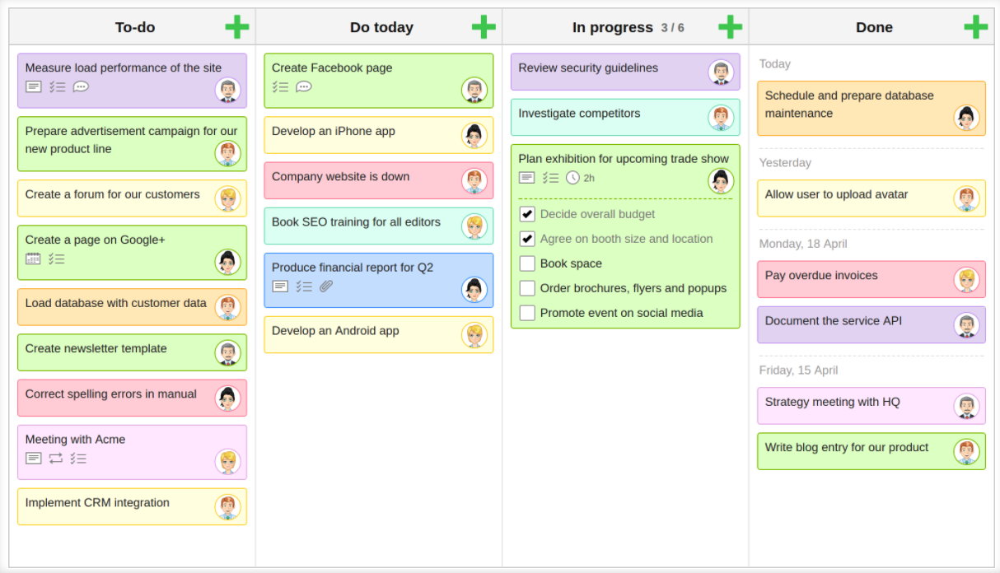 To-do
Measure load performance of the site
Prepare advertisement campaign for our
new product line
Create a forum for our customers
Create a page on Google+
Load database with customer data
Create newsletter template
Correct spelling errors in manual
Meeting with Acme
Implement CRM integration
Do today
Create Facebook page
Develop an iPhone app
Company website is down
Book SEO training for all editors
Produce financial report for Q2
Develop an Android app
In progress 3 / 6
Review security guidelines
Investigate competitors
Plan exhibition for upcoming trade show
2h
Decide overall budget
Agree on booth size and location
Book space
Order brochures, flyers and popups
Promote event on social media
Done
Today
Schedule and prepare database
maintenance
Yesterday
Allow user to upload avatar
Monday, 18 April
Pay overdue invoices
Document the service API
Friday, 15 April
Strategy meeting with HQ
Write blog entry for our product